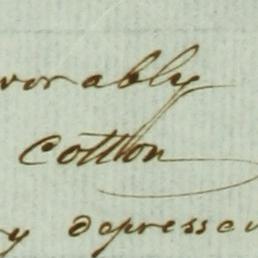 vorably
Cotton
y depressed